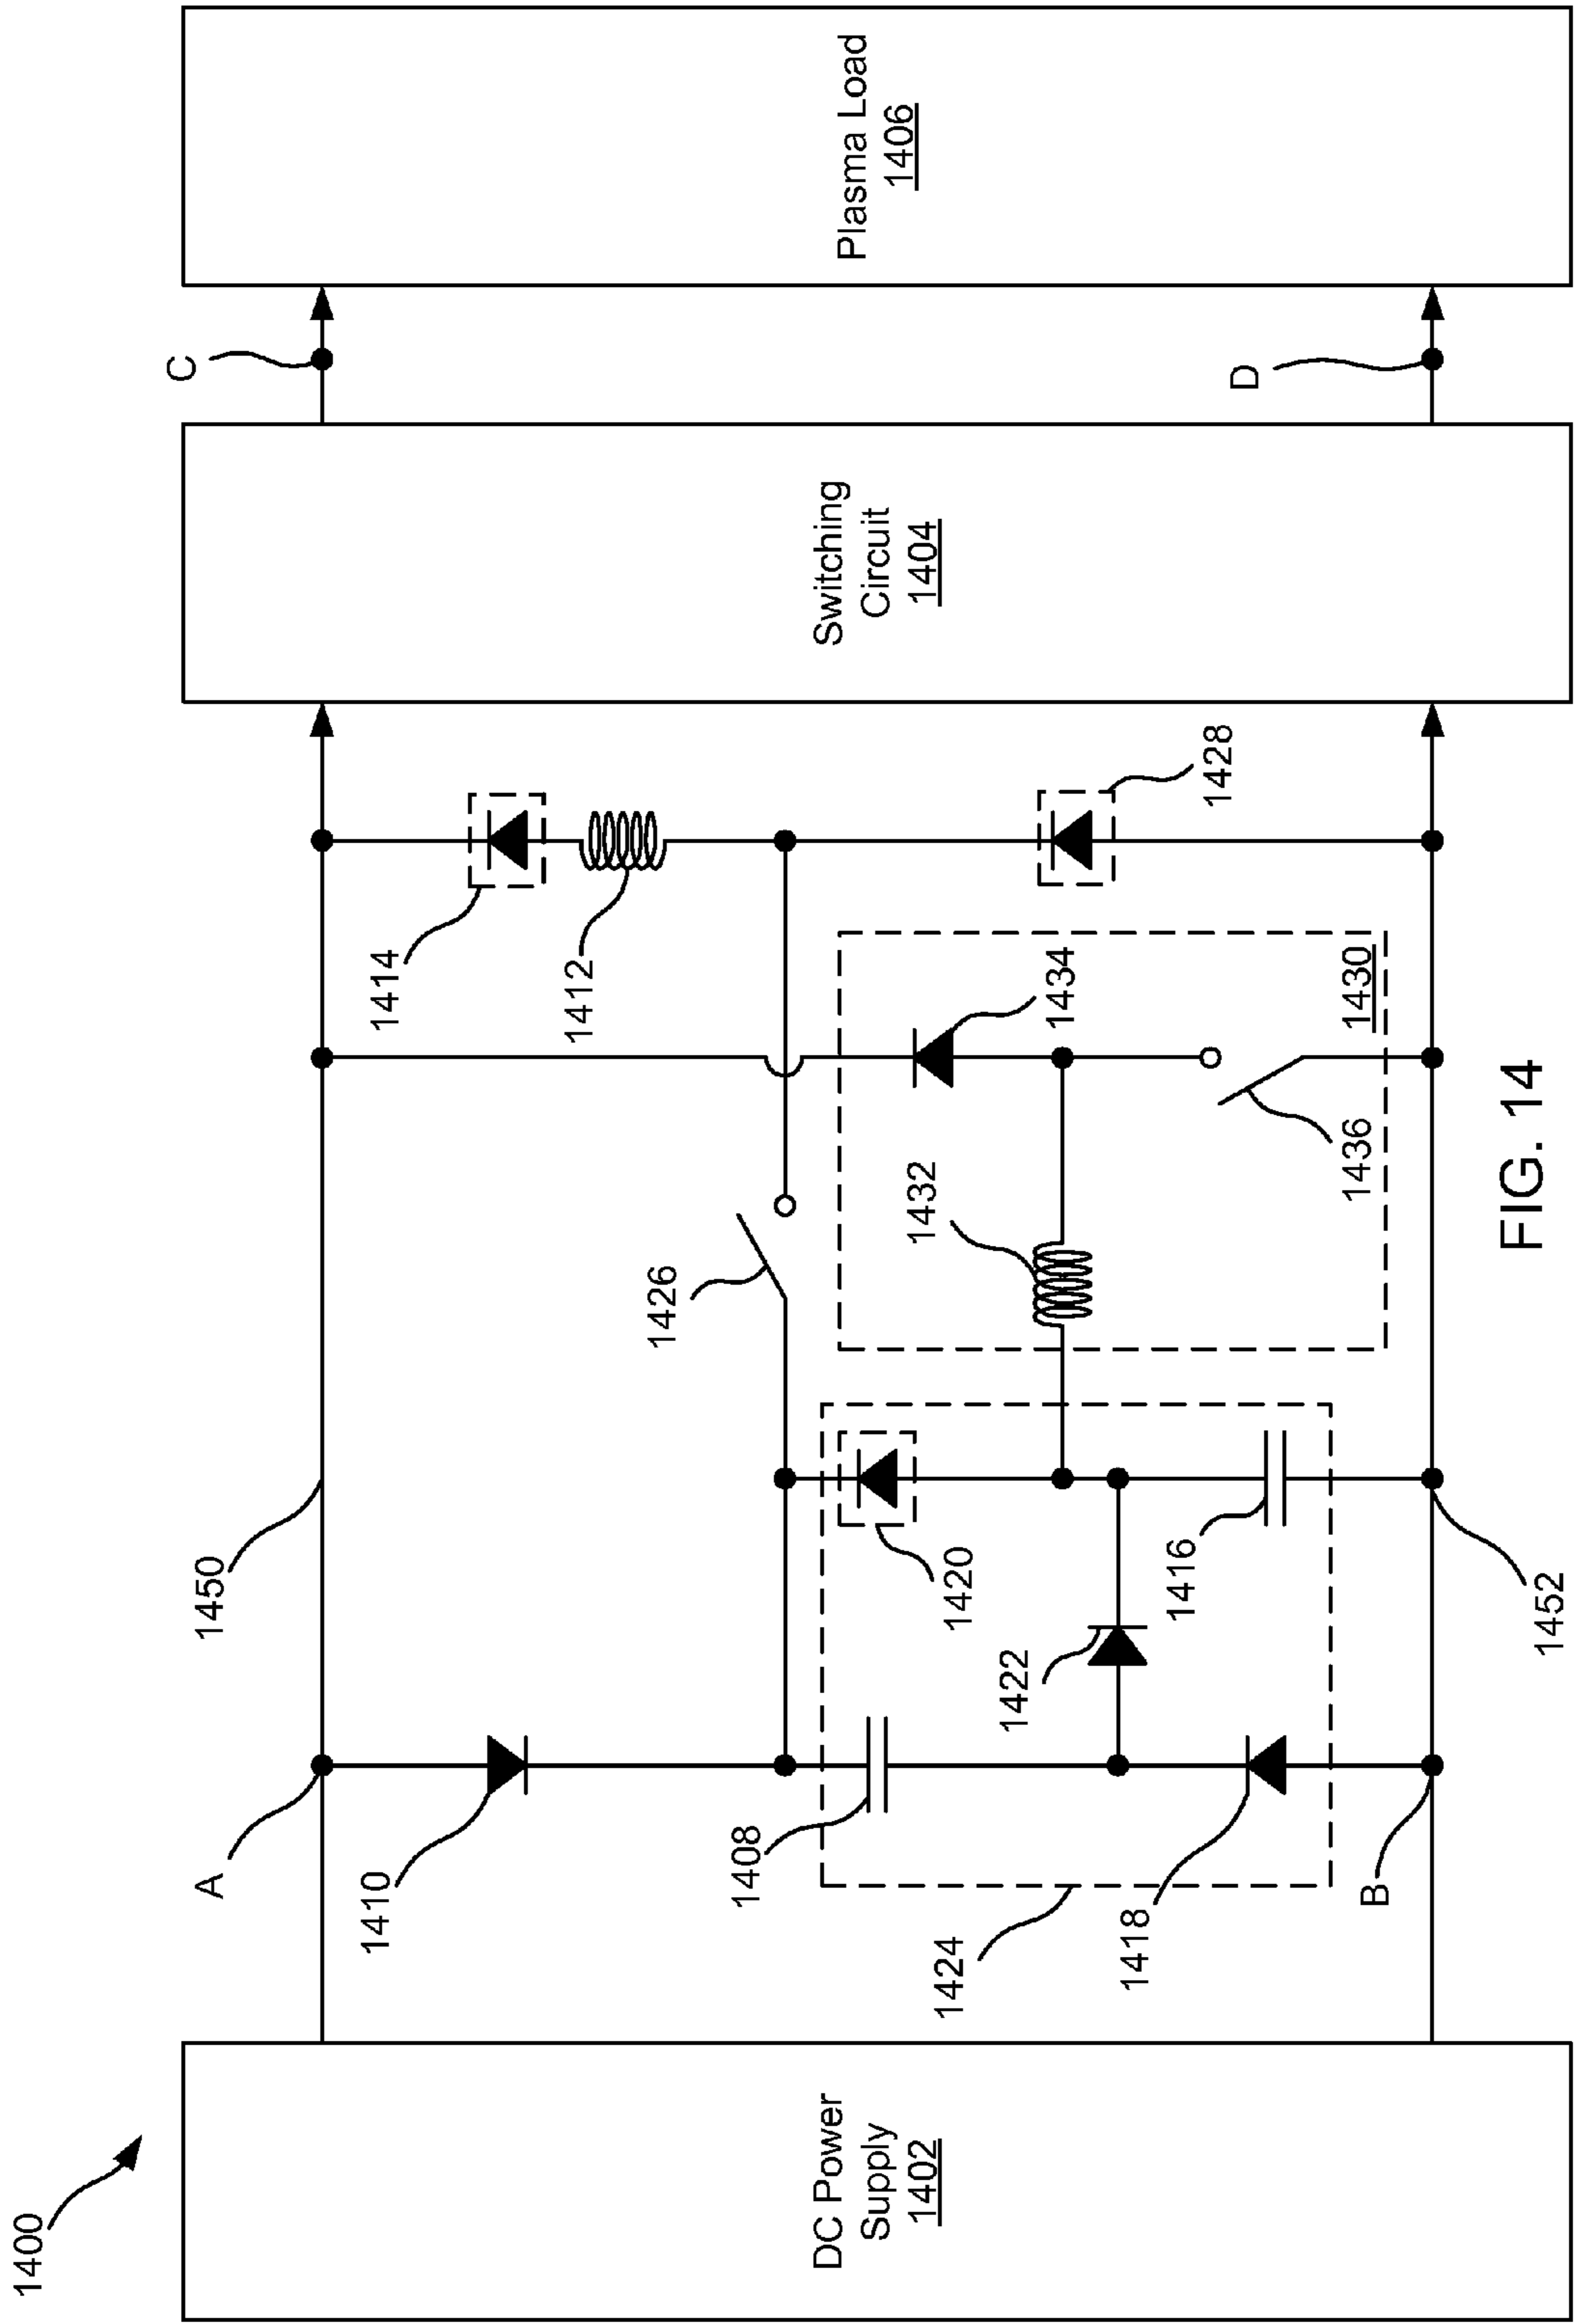 1400
DC Power
Supply
1402
A
1450
1410
1408
1424
1418
B
1422
1420
1416
1452
1426
1432
1436
1434
1430
1414
1412
1428
Switching
Circuit
1404
C
D
Plasma Load
1406
FIG. 14